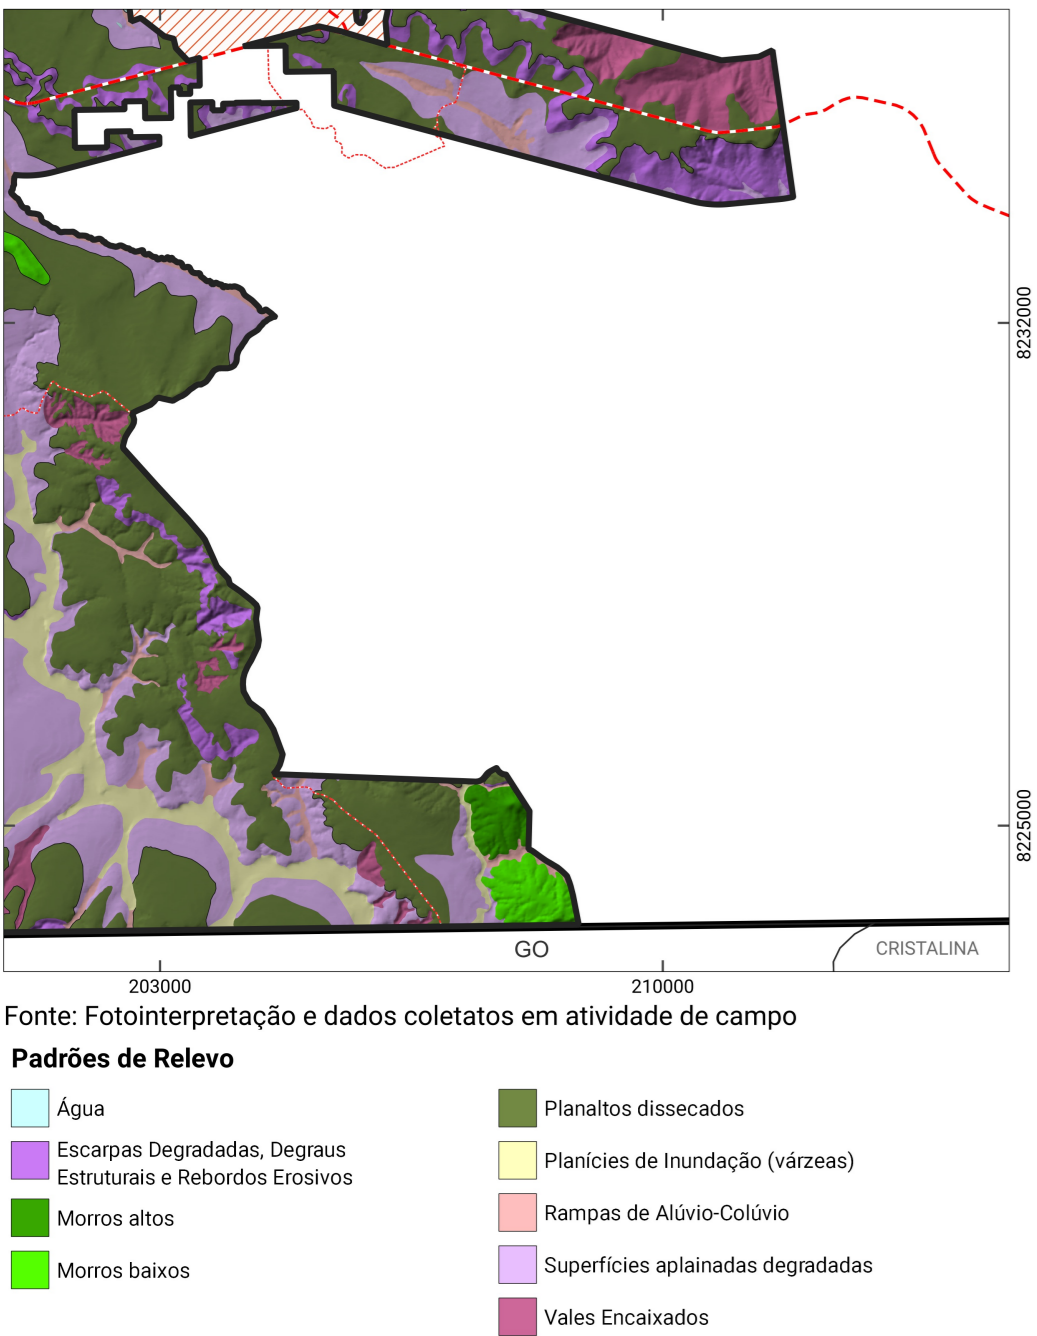 8232000
8225000
GO
CRISTALINA
203000
210000
Fonte: Fotointerpretação e dados coletatos em atividade de campo
Padrões de Relevo
Água
Escarpas Degradadas, Degraus
Estruturais e Rebordos Erosivos
Morros altos
Morros baixos
Planaltos dissecados
Planícies de Inundação (várzeas)
Rampas de Alúvio-Colúvio
Superfícies aplainadas degradadas
Vales Encaixados